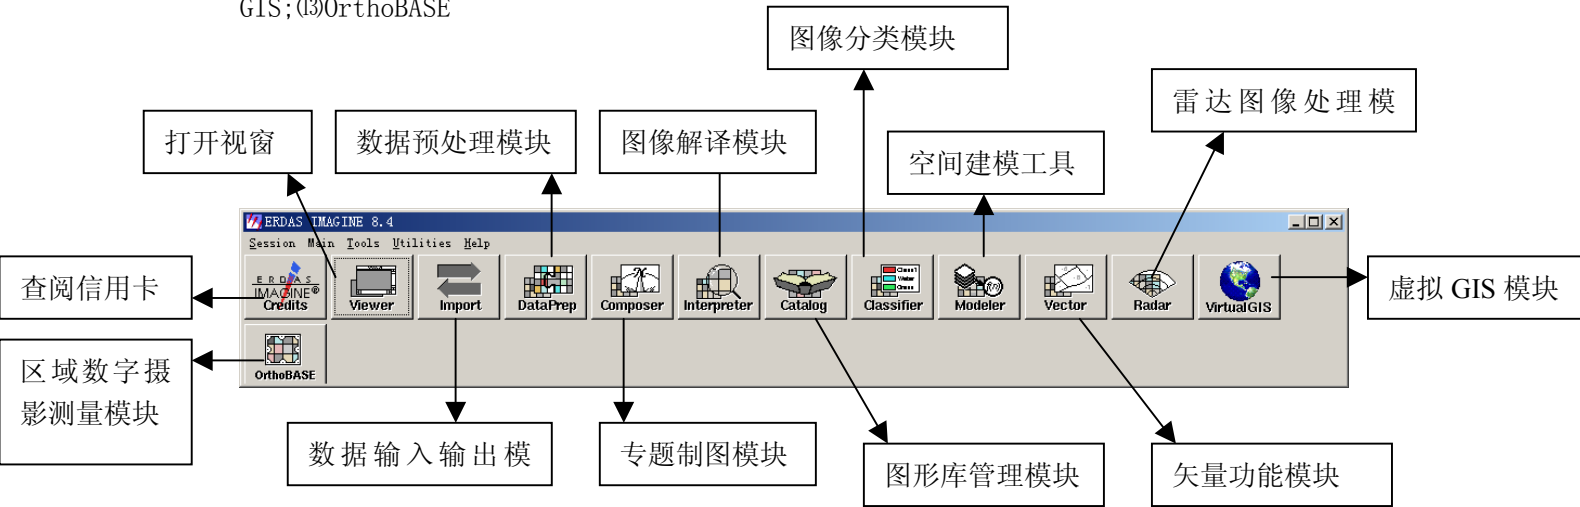 GIS;⒀OrthoBASE
图像分类模块
雷达图像处理模
打开视窗
数据预处理模块
图像解译模块
空间建模工具
ERDAS IMAGINE 8.4
Session Main Tools Utilities Help
查阅信用卡
ERDAS
IMAGINE®
Credits
Viewer
Import
DataPrep
Composer
Interpreter
Catalog
Class1
Water
Class
Classifier
f(x)
Modeler
Vector
Radar
VirtualGIS
虚拟 GIS 模块
区域数字摄
影测量模块
OrthoBASE
数据输入输出模
专题制图模块
图形库管理模块
矢量功能模块